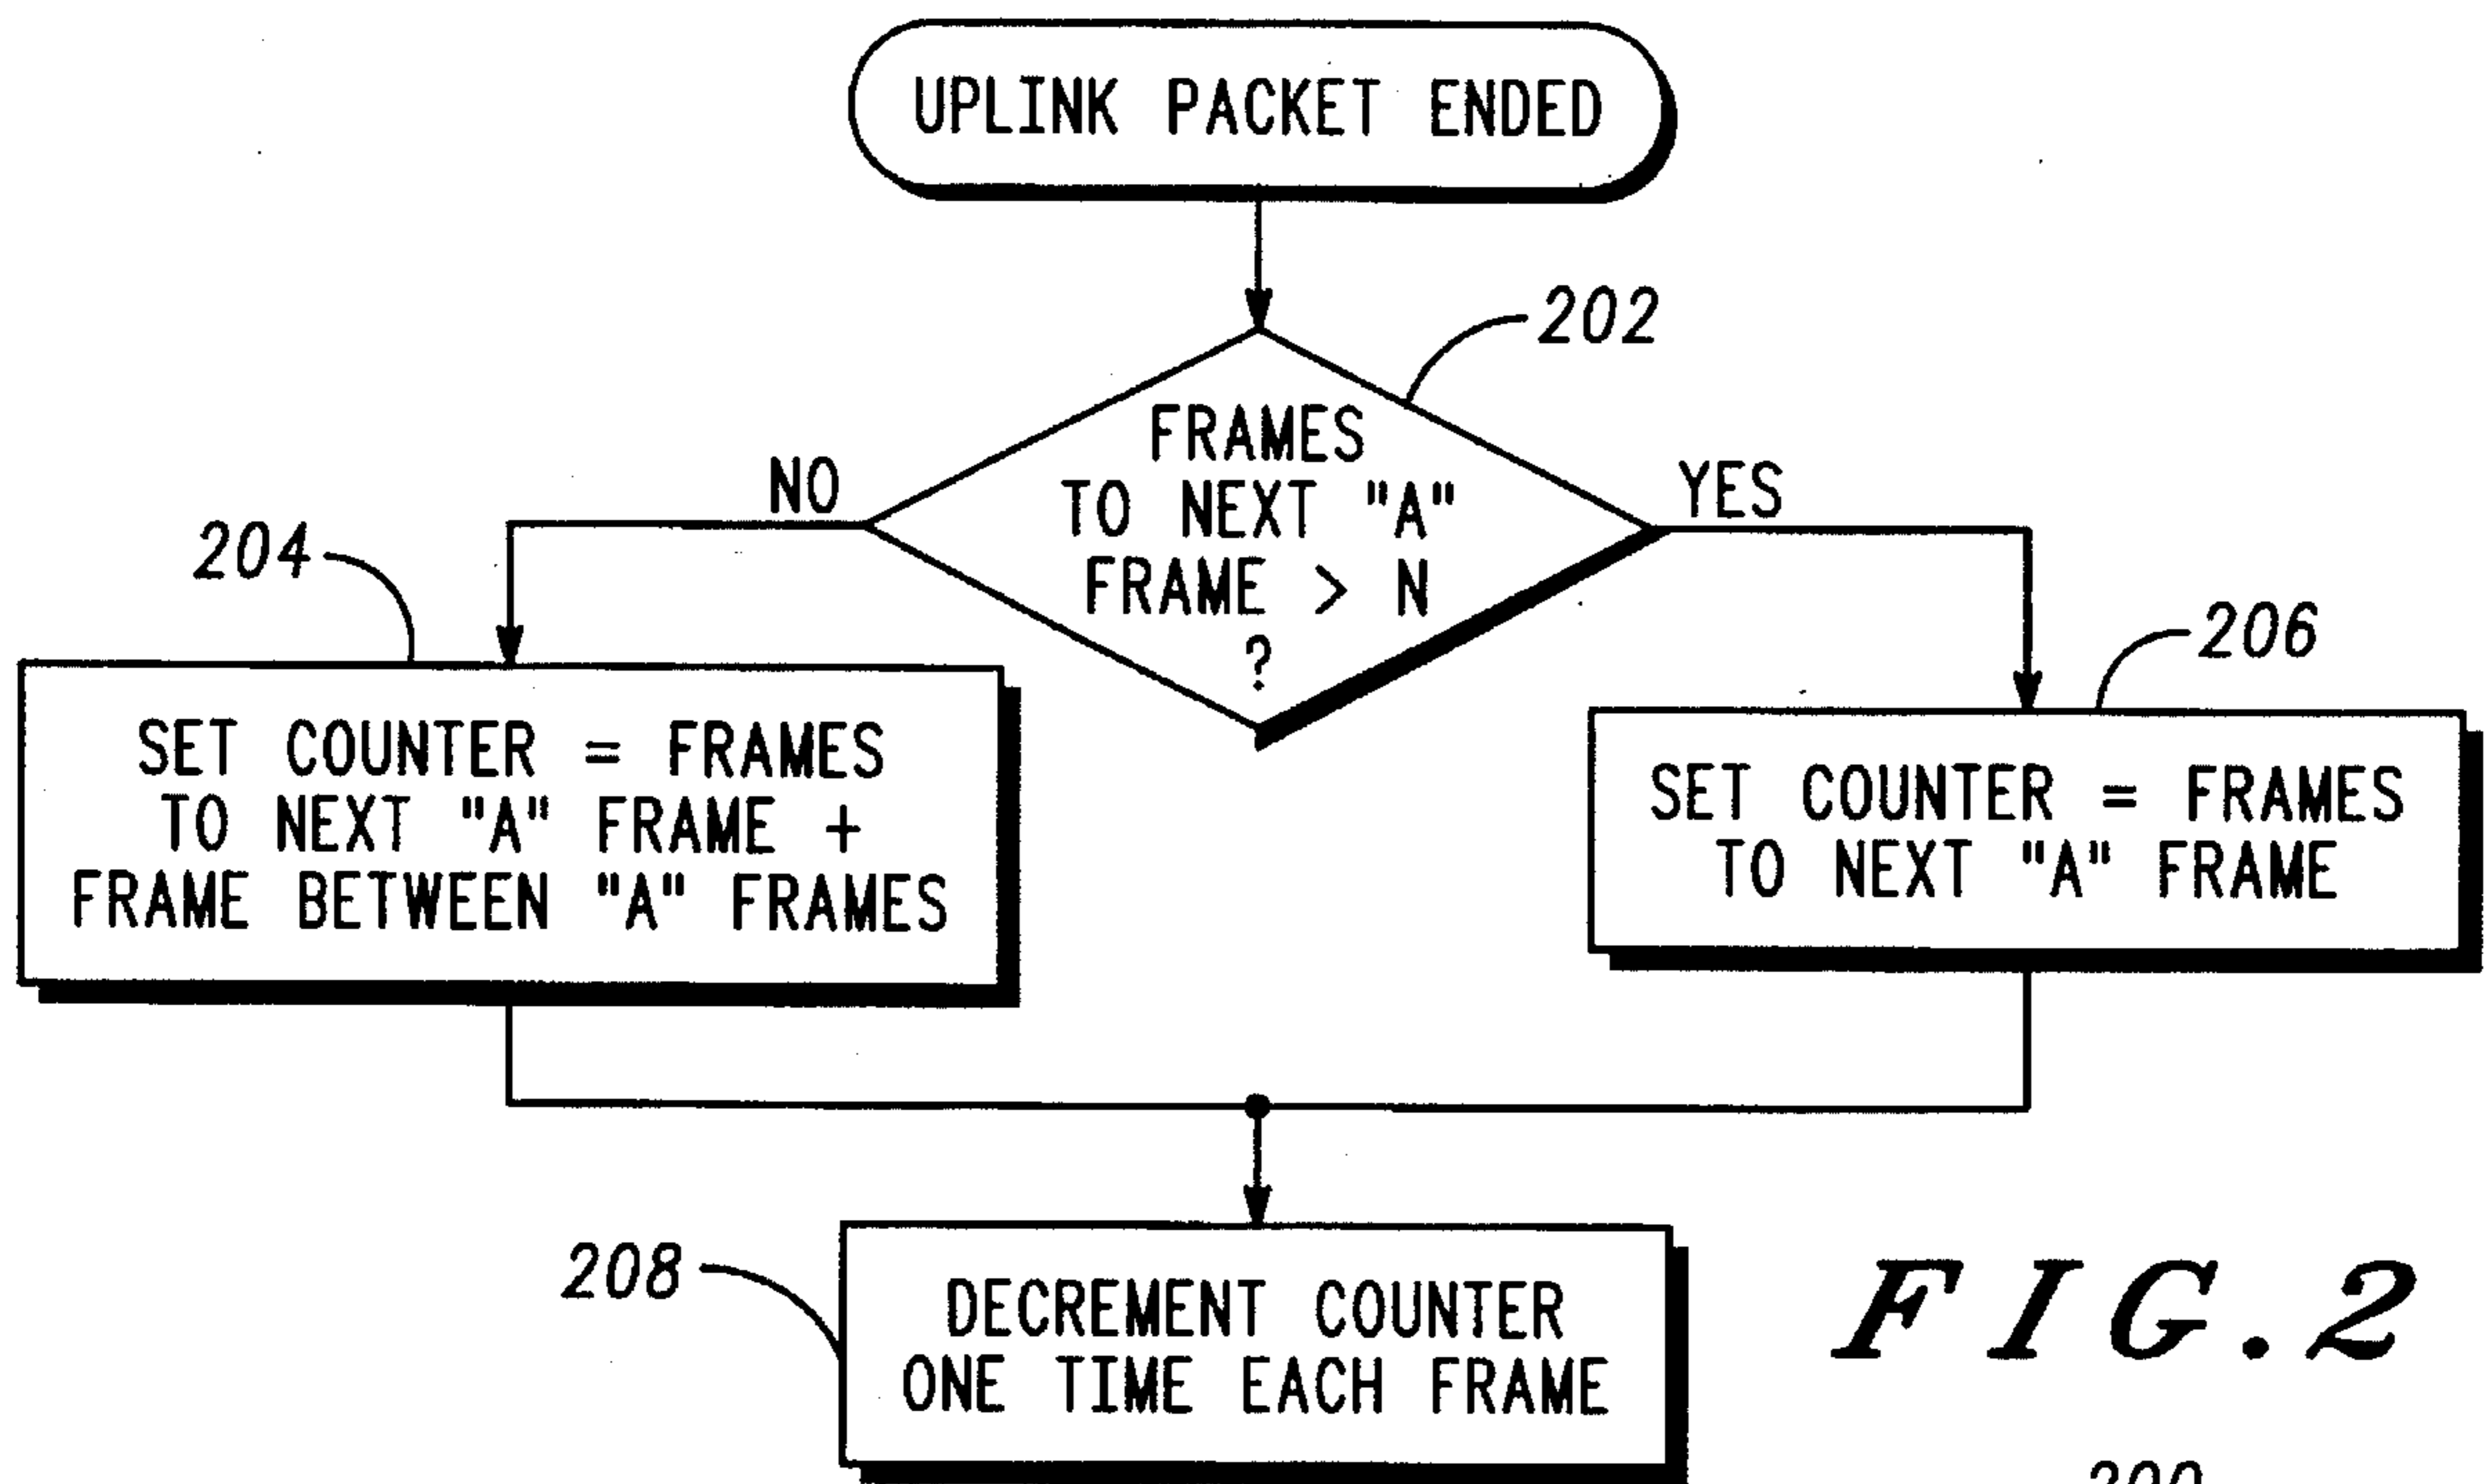 UPLINK PACKET ENDED
202
FRAMES
TO NEXT "A"
FRAME > N
?
NO
YES
204
SET COUNTER = FRAMES
TO NEXT "A" FRAME +
FRAME BETWEEN "A" FRAMES
206
SET COUNTER = FRAMES
TO NEXT "A" FRAME
208
DECREMENT COUNTER
ONE TIME EACH FRAME
FIG.2